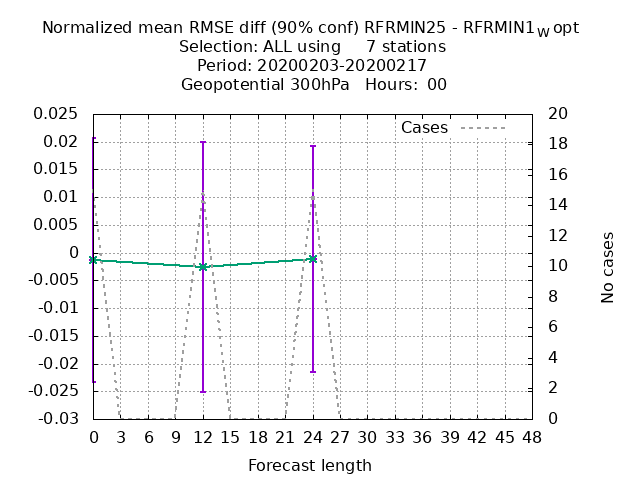 Normalized mean RMSE diff (90% conf) RFRMIN25 - RFRMIN1wopt
Selection: ALL using 7 stations
Period: 20200203-20200217
Geopotential 300hPa Hours: 00
Cases
0.025
0.02
0.015
0.01
0.005
0
-0.005
-0.01
-0.015
-0.02
-0.025
-0.03
20
18
16
14
12
10
8
6
4
2
0
No cases
0 3 6 9 12 15 18 21 24 27 30 33 36 39 42 45 48
Forecast length